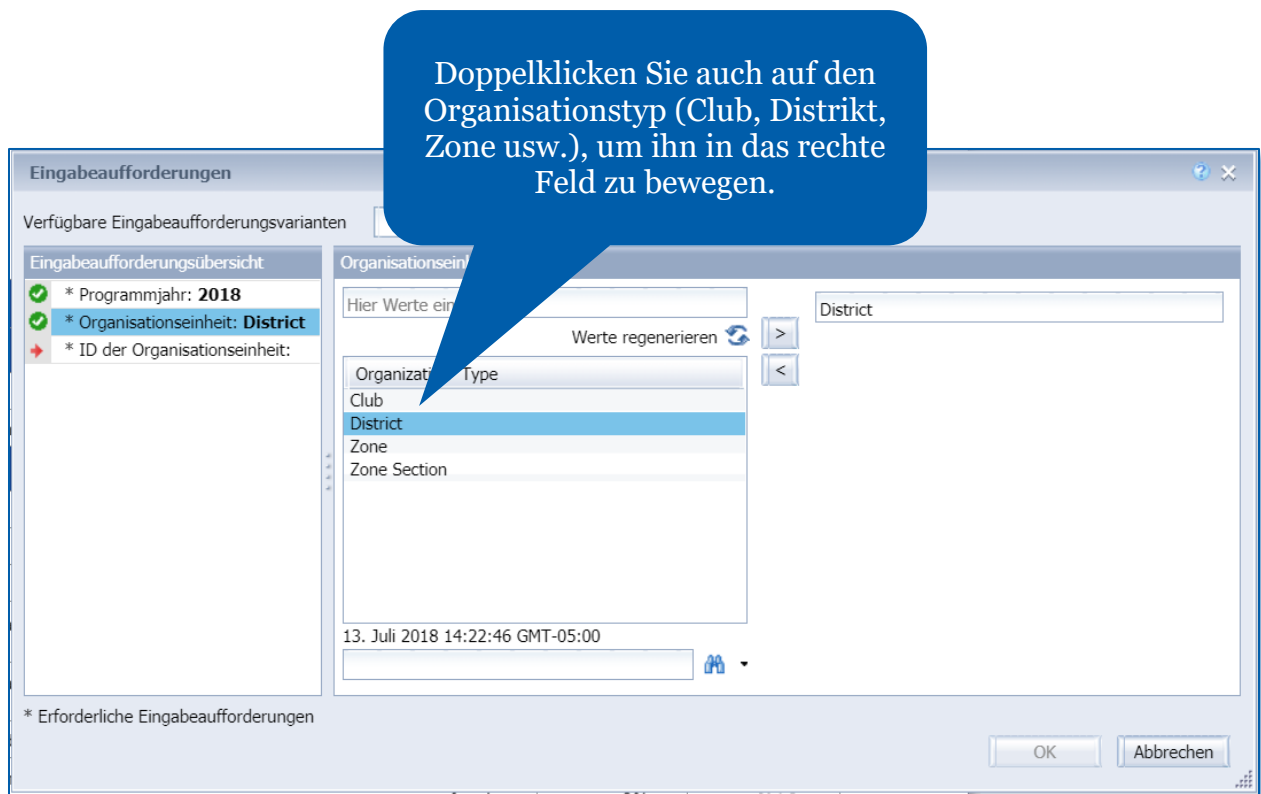 Doppelklicken Sie auch auf den
Organisationstyp (Club, Distrikt,
Zone usw.), um ihn in das rechte
Feld zu bewegen.
Eingabeaufforderungen
Verfügbare Eingabeaufforderungsvarianten
Eingabeaufforderungsübersicht
* Programmjahr: 2018
* Organisationseinheit: District
* ID der Organisationseinheit:
Hier Werte
Werte regenerieren
>
<
District
Type
Club
District
Zone
Zone Section
13. Juli 2018 14:22:46 GMT-05:00
* Erforderliche Eingabeaufforderungen
OK
Abbrechen